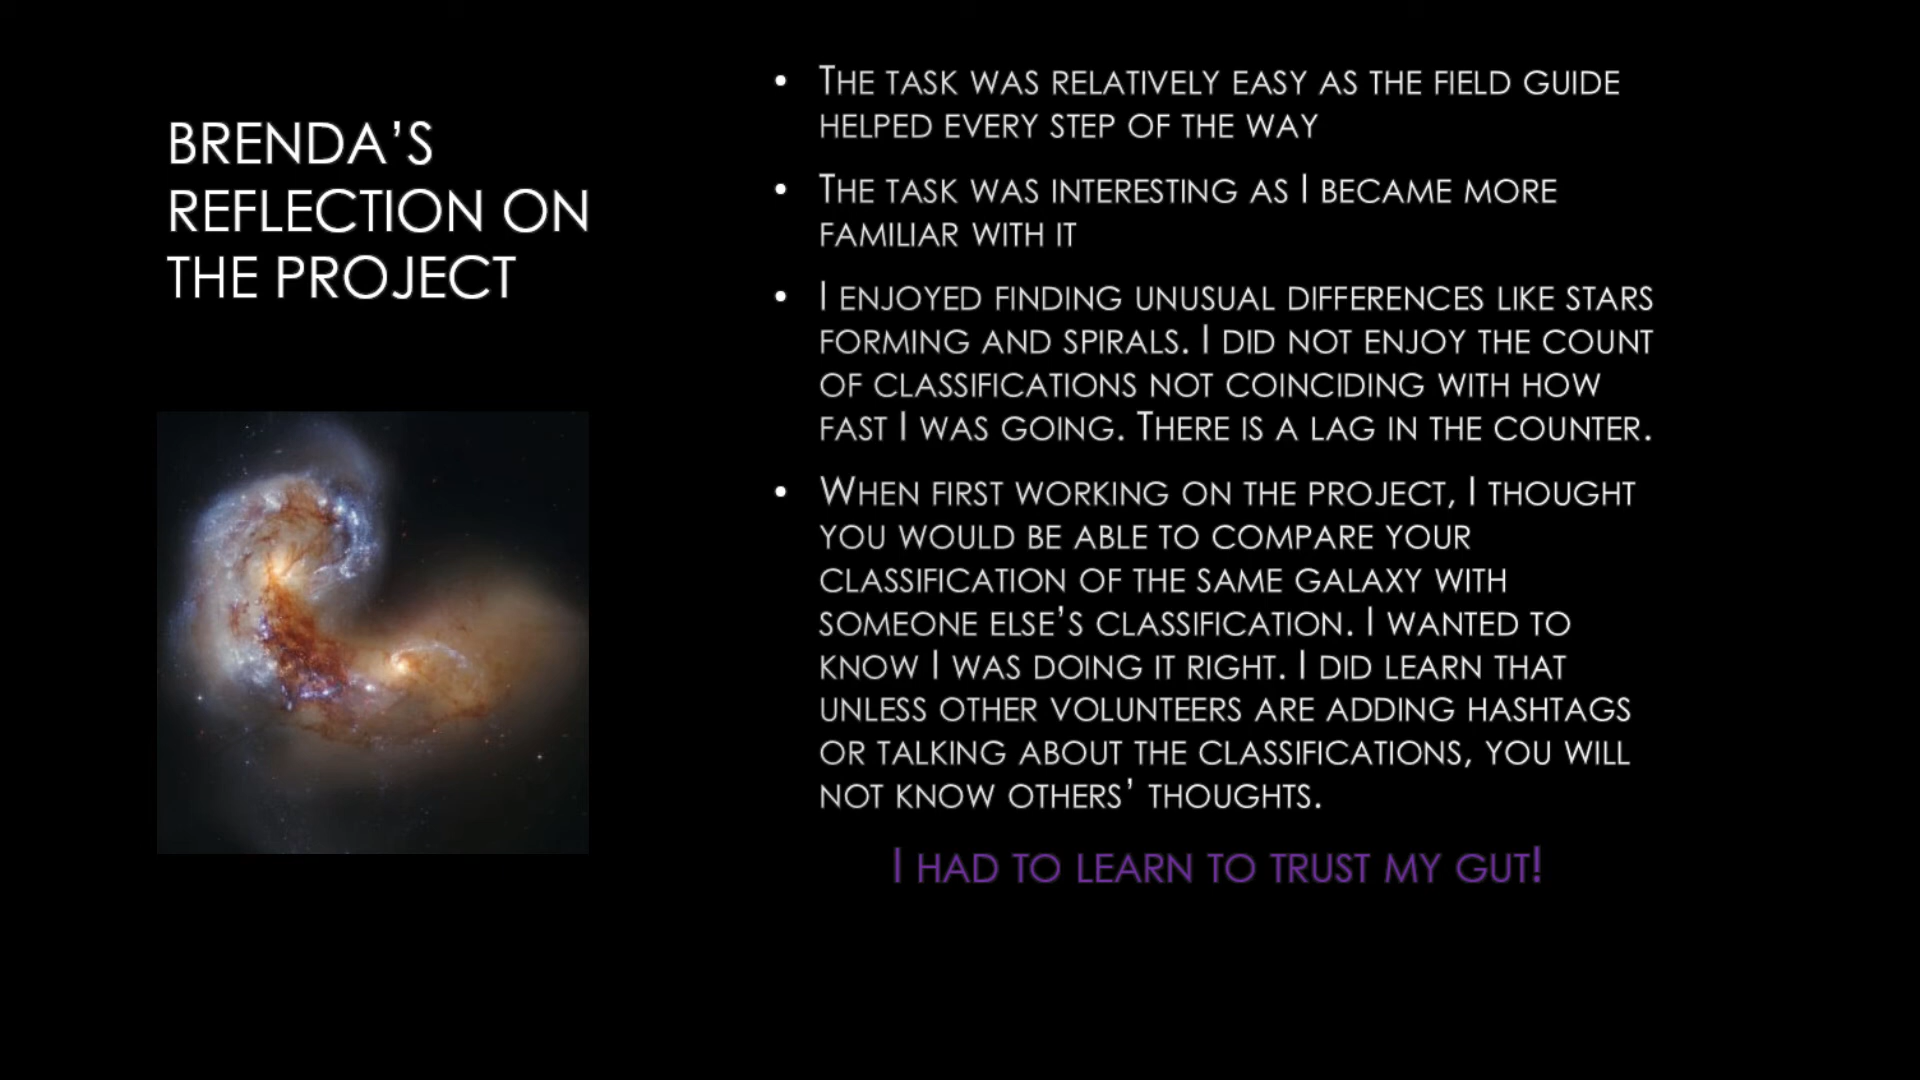 BRENDA'S
REFLECTION ON
THE PROJECT
• THE TASK WAS RELATIVELY EASY AS THE FIELD GUIDE
HELPED EVERY STEP OF THE WAY
• THE TASK WAS INTERESTING AS I BECAME MORE
FAMILIAR WITH IT
• I ENJOYED FINDING UNUSUAL DIFFERENCES LIKE STARS
FORMING AND SPIRALS. I DID NOT ENJOY THE COUNT
OF CLASSIFICATIONS NOT COINCIDING WITH HOW
FAST I WAS GOING. THERE IS A LAG IN THE COUNTER.
• WHEN FIRST WORKING ON THE PROJECT, I THOUGHT
YOU WOULD BE ABLE TO COMPARE YOUR
CLASSIFICATION OF THE SAME GALAXY WITH
SOMEONE ELSE'S CLASSIFICATION. I WANTED TO
KNOW I WAS DOING IT RIGHT. I DID LEARN THAT
UNLESS OTHER VOLUNTEERS ARE ADDING HASHTAGS
OR TALKING ABOUT THE CLASSIFICATIONS, YOU WILL
NOT KNOW OTHERS' THOUGHTS.
I HAD TO LEARN TO TRUST MY GUT!